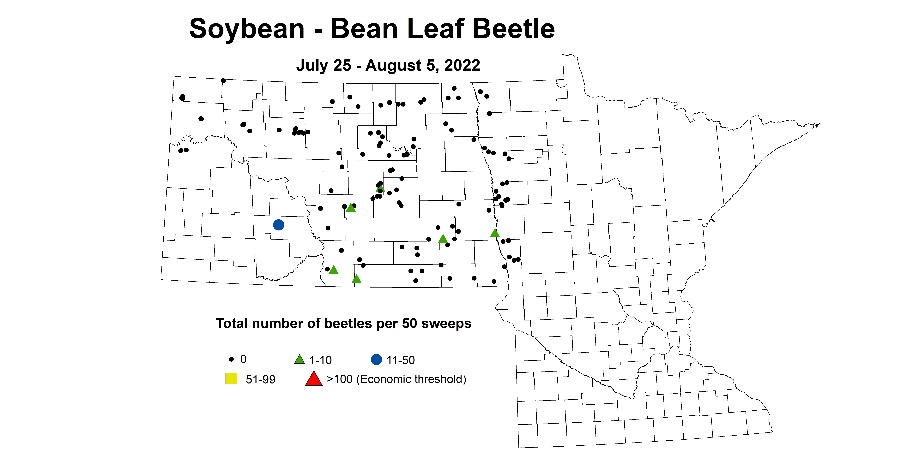 Soybean - Bean Leaf Beetle
July 25 - August 5, 2022
Total number of beetles per 50 sweeps
0 1-10 11-50
51-99 >100 (Economic threshold)